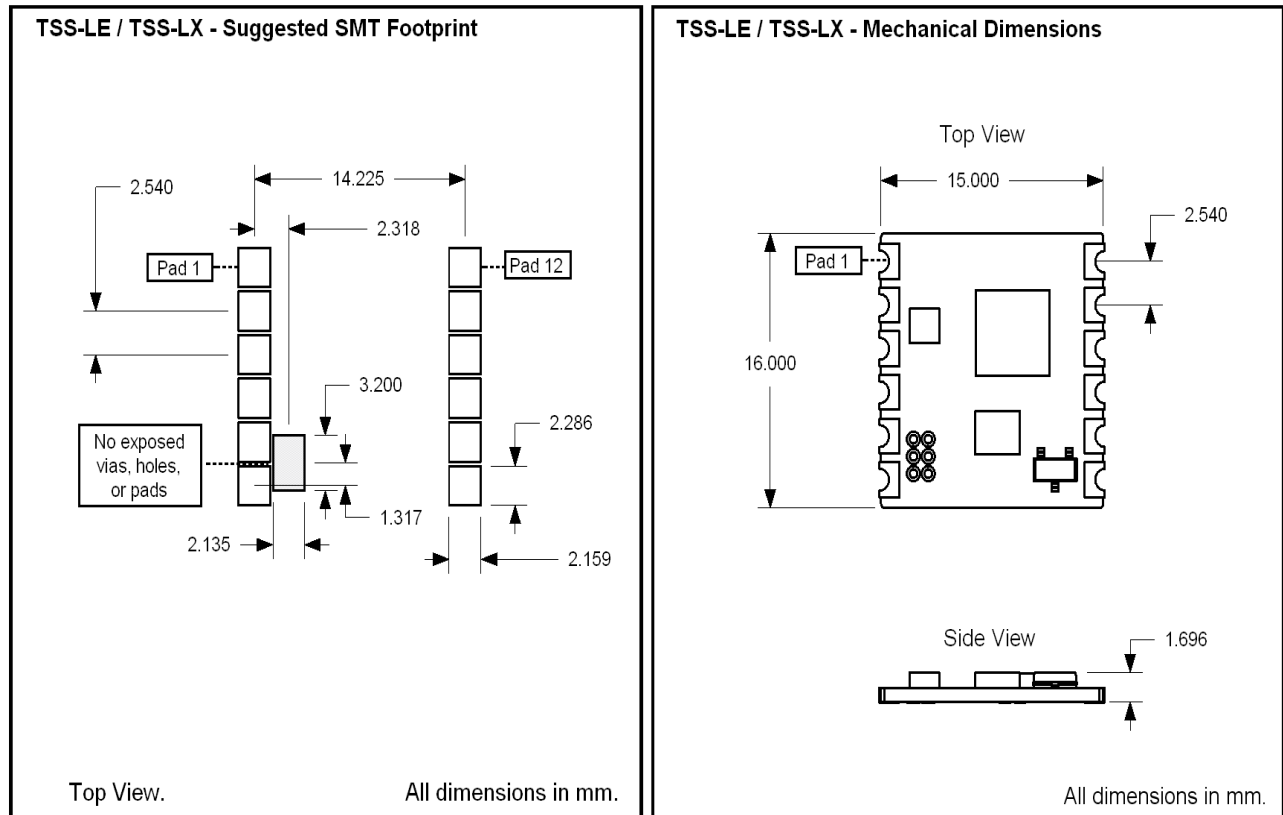 TSS-LE / TSS-LX - Suggested SMT Footprint
14.225
2.540
2.318
Pad 1
Pad 12
3.200
2.286
No exposed
vias, holes,
or pads
1.317
2.135
2.159
Top View.
All dimensions in mm.
TSS-LE / TSS-LX - Mechanical Dimensions
Top View
15.000
2.540
Pad 1
16.000
Side View
1.696
All dimensions in mm.